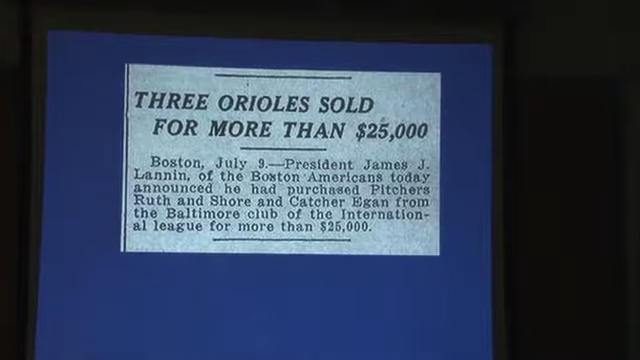 THREE ORIOLES SOLD
FOR MORE THAN $25,000
Boston, July 9.—President James J.
Lannin, of the Boston Americans today
announced he had purchased Pitchers
Ruth and Shore and Catcher Egan from
the Baltimore club of the Internation-
al league for more than $25,000.